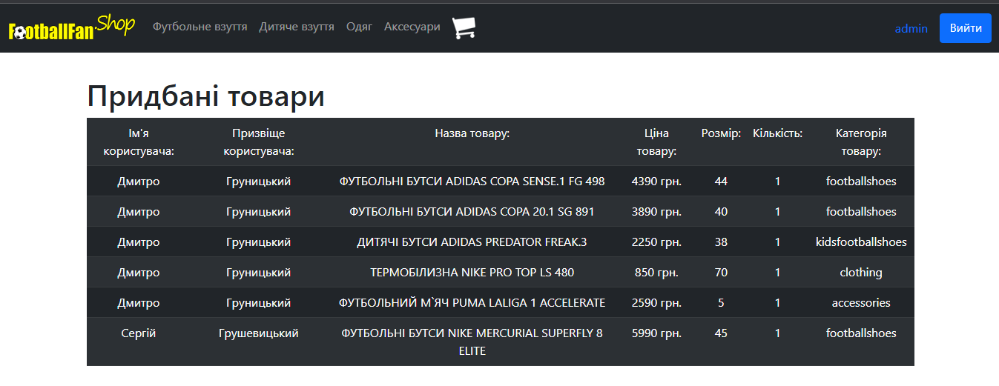 FootballFan.Shop Футбольне взуття Дитяче взуття Одяг Аксесуари admin Вийти
Придбані товари
Ім'я користувача: Призвіще користувача: Назва товару: Ціна товару: Розмір: Кількість: Категорія товару:
Дмитро Груницький ФУТБОЛЬНІ БУТСИ ADIDAS COPA SENSE.1 FG 498 4390 грн. 44 1 footballshoes
Дмитро Груницький ФУТБОЛЬНІ БУТСИ ADIDAS COPA 20.1 SG 891 3890 грн. 40 1 footballshoes
Дмитро Груницький ДИТЯЧІ БУТСИ ADIDAS PREDATOR FREAK.3 2250 грн. 38 1 kidsfootballshoes
Дмитро Груницький ТЕРМОБІЛИЗНА NIKE PRO TOP LS 480 850 грн. 70 1 clothing
Дмитро Груницький ФУТБОЛЬНИЙ М`ЯЧ PUMA LALIGA 1 ACCELERATE 2590 грн. 5 1 accessories
Сергій Грушевицький ФУТБОЛЬНІ БУТСИ NIKE MERCURIAL SUPERFLY 8 ELITE 5990 грн. 45 1 footballshoes